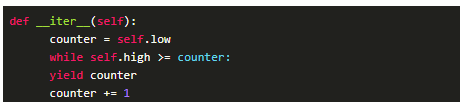 def __iter__(self):
counter = self.low
while self.high >= counter:
yield counter
counter += 1